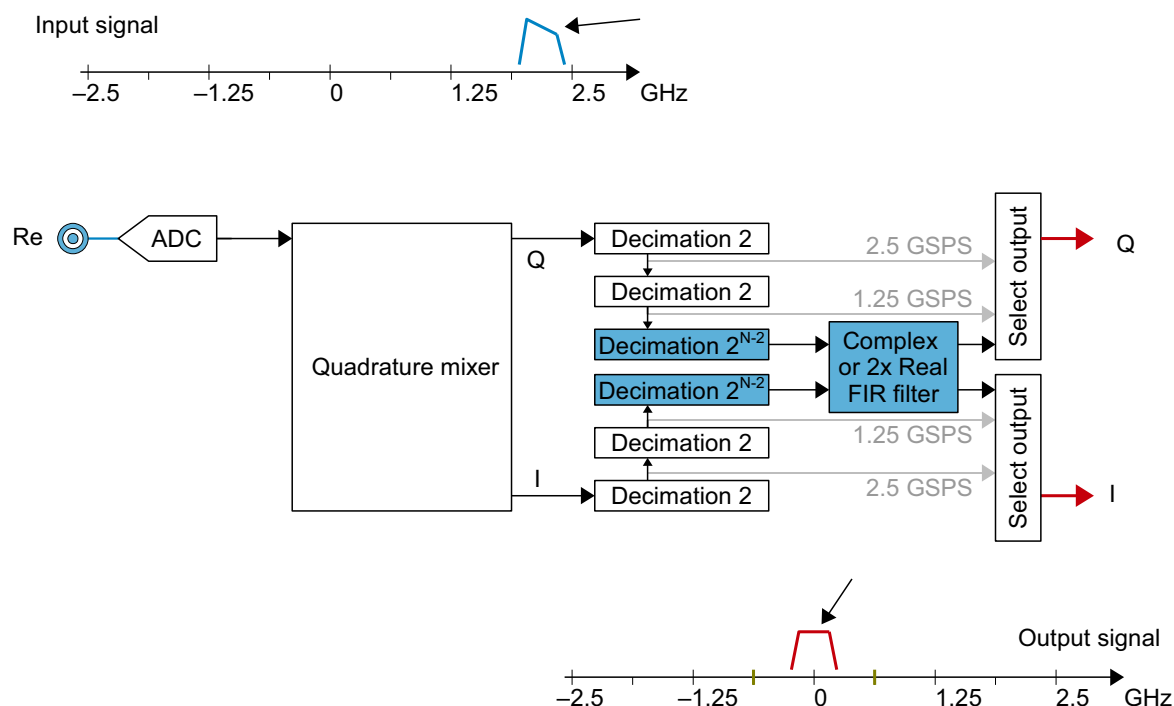 Input signal
–2.5 –1.25 0 1.25 2.5 GHz
Re
ADC
Quadrature mixer
Q
I
Decimation 2
2.5 GSPS
Decimation 2
1.25 GSPS
Decimation 2^N-2
Decimation 2^N-2
Complex
or 2x Real
FIR filter
1.25 GSPS
Decimation 2
2.5 GSPS
Decimation 2
Select output
Q
Select output
I
Output signal
–2.5 –1.25 0 1.25 2.5 GHz